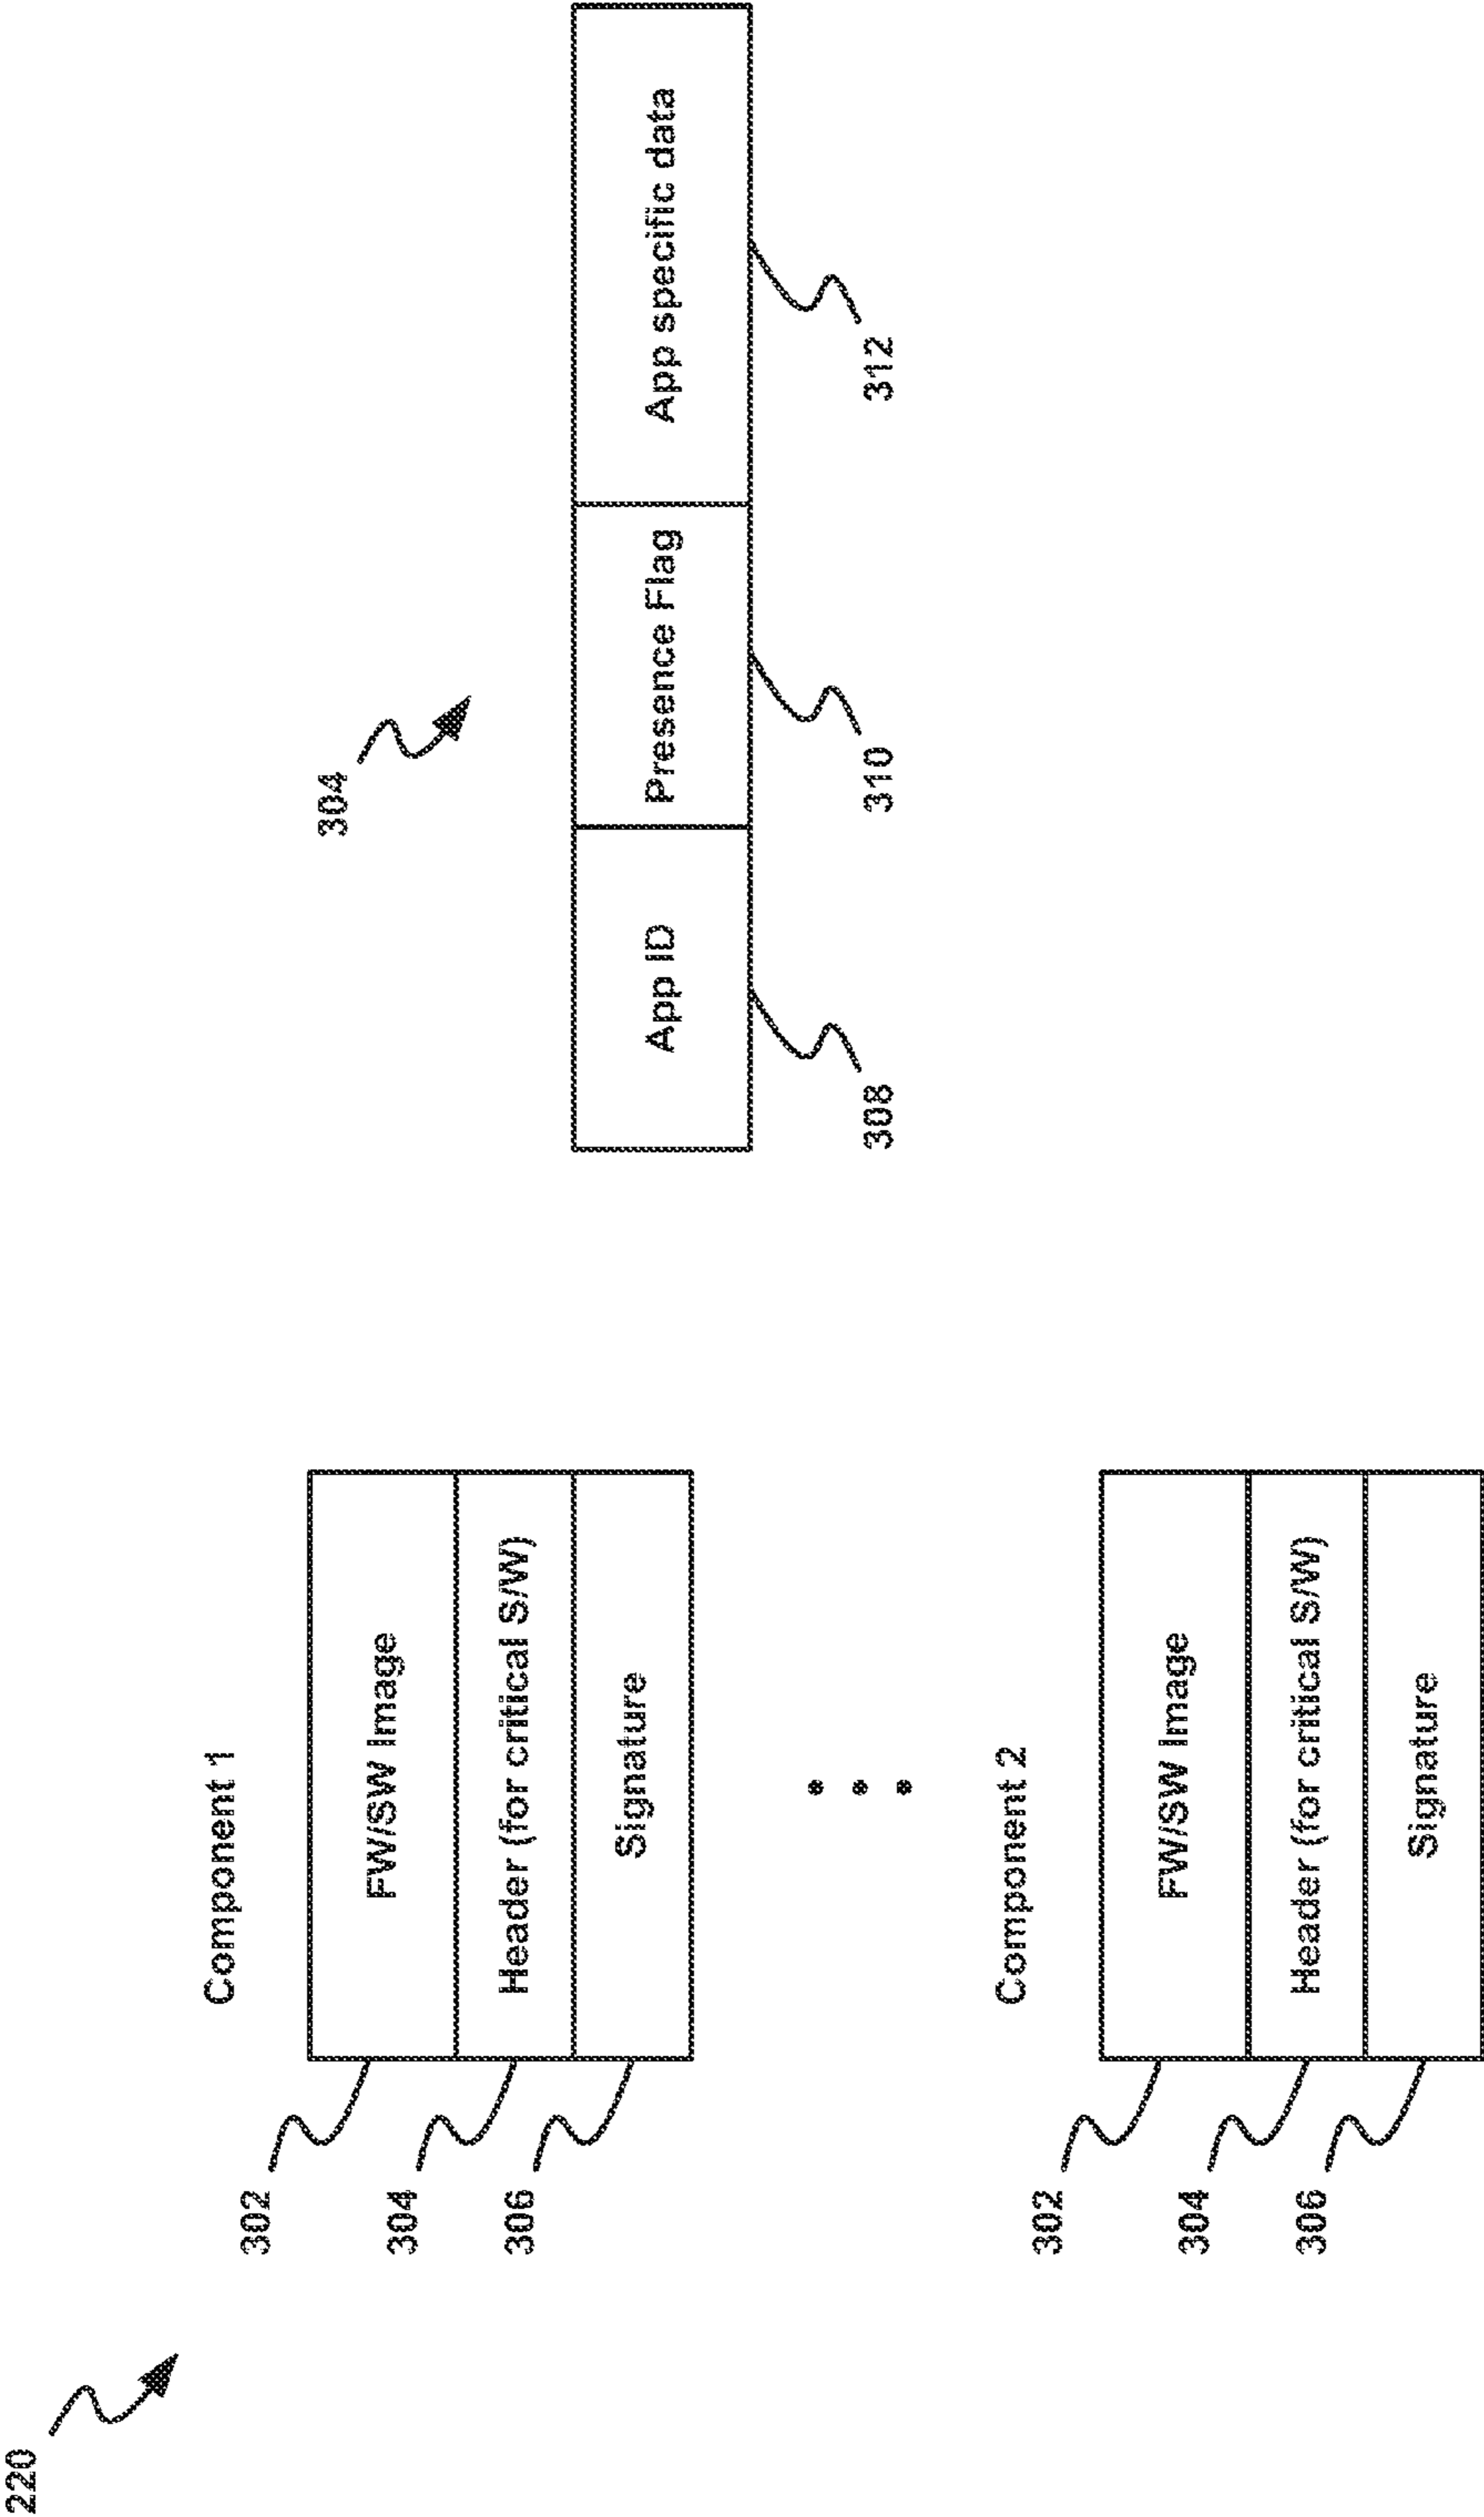 220
Component 1
302
FW/SW Image
304
Header (for critical S/W)
306
Signature
Component 2
302
FW/SW Image
304
Header (for critical S/W)
306
Signature
304
App ID
Presence Flag
App specific data
308
310
312